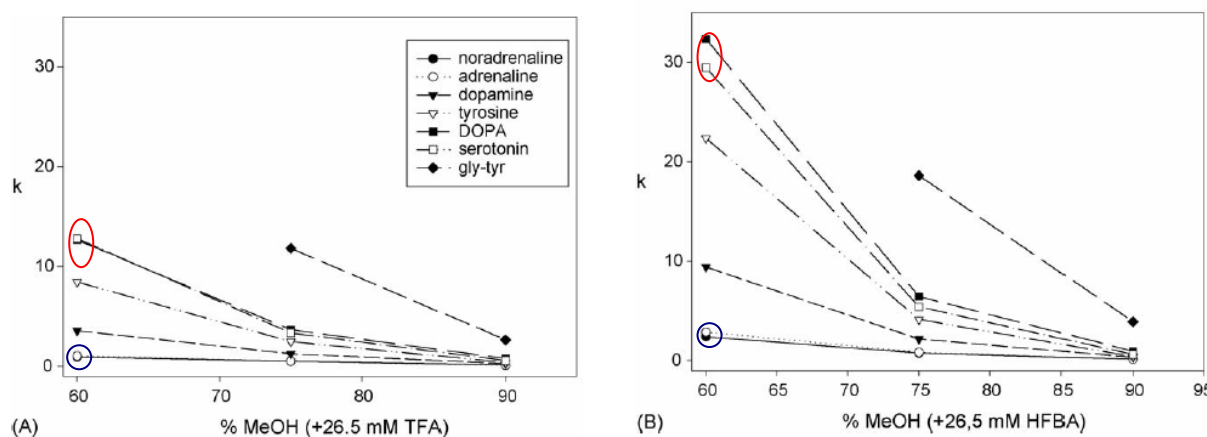 30
20
k
10
0
60
70
80
90
(A)
% MeOH (+26.5 mM TFA)
noradrenaline
adrenaline
dopamine
tyrosine
DOPA
serotonin
gly-tyr
30
20
k
10
0
60
65
70
75
80
85
90
95
(B)
% MeOH (+26,5 mM HFBA)